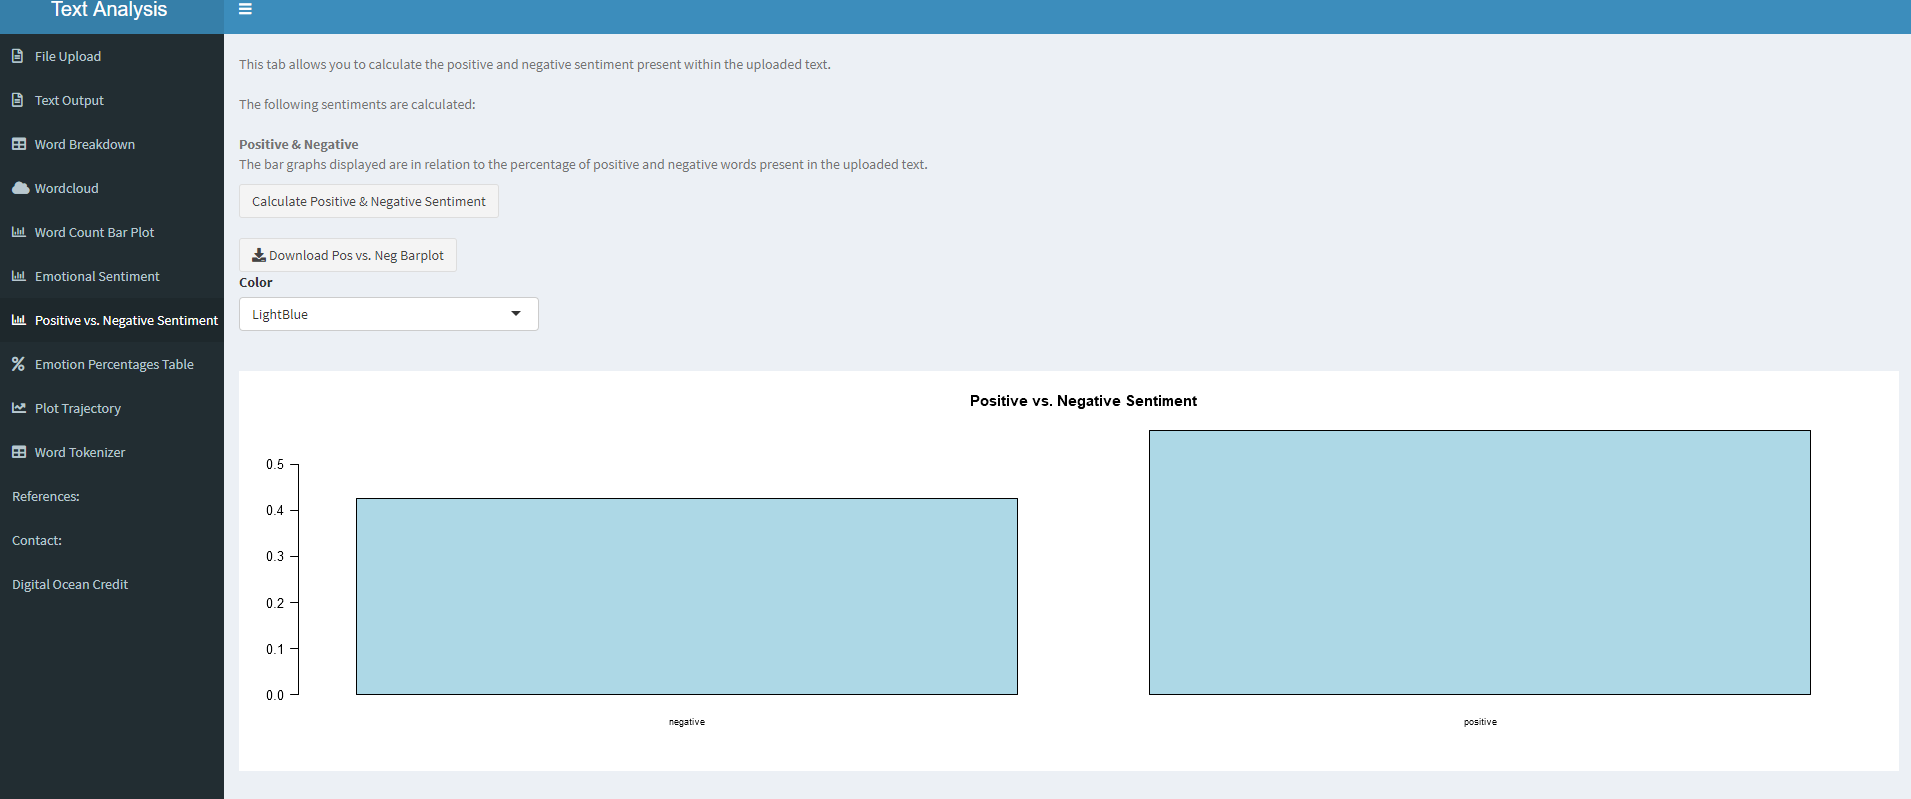 Text Analysis
File Upload
Text Output
Word Breakdown
Wordcloud
Word Count Bar Plot
Emotional Sentiment
Positive vs. Negative Sentiment
Emotion Percentages Table
Plot Trajectory
Word Tokenizer
References:
Contact:
Digital Ocean Credit
This tab allows you to calculate the positive and negative sentiment present within the uploaded text.
The following sentiments are calculated:
Positive & Negative
The bar graphs displayed are in relation to the percentage of positive and negative words present in the uploaded text.
Calculate Positive & Negative Sentiment
Download Pos vs. Neg Barplot
Color
LightBlue
Positive vs. Negative Sentiment
0.5
0.4
0.3
0.2
0.1
0.0
negative positive